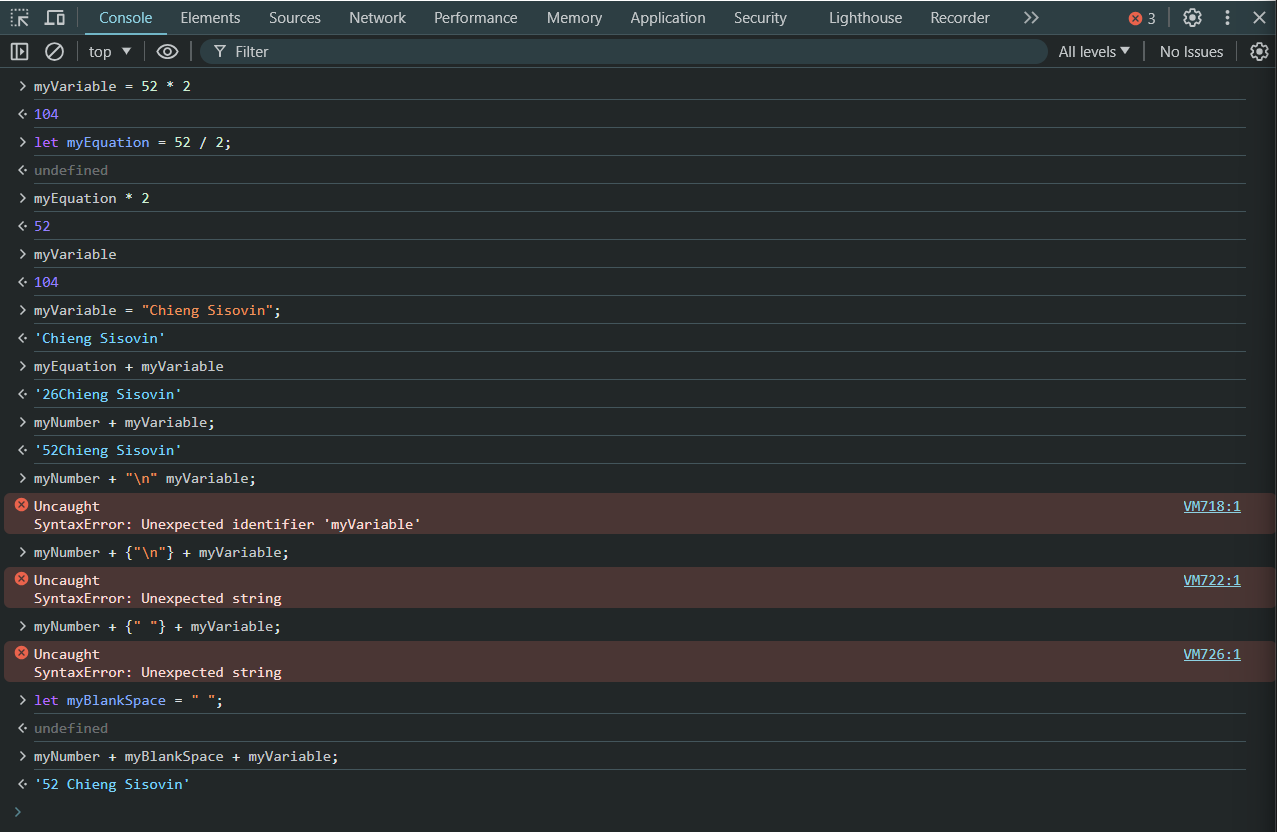 Console Elements Sources Network Performance Memory Application Security Lighthouse Recorder 3
top Filter All levels No Issues
myVariable = 52 * 2
104
let myEquation = 52 / 2;
undefined
myEquation * 2
52
myVariable
104
myVariable = "Chieng Sisovin";
'Chieng Sisovin'
myEquation + myVariable
'26Chieng Sisovin'
myNumber + myVariable;
'52Chieng Sisovin'
myNumber + "\n" myVariable;
Uncaught VM718:1
SyntaxError: Unexpected identifier 'myVariable'
myNumber + {"\n"} + myVariable;
Uncaught VM722:1
SyntaxError: Unexpected string
myNumber + {" "} + myVariable;
Uncaught VM726:1
SyntaxError: Unexpected string
let myBlankSpace = " ";
undefined
myNumber + myBlankSpace + myVariable;
'52 Chieng Sisovin'